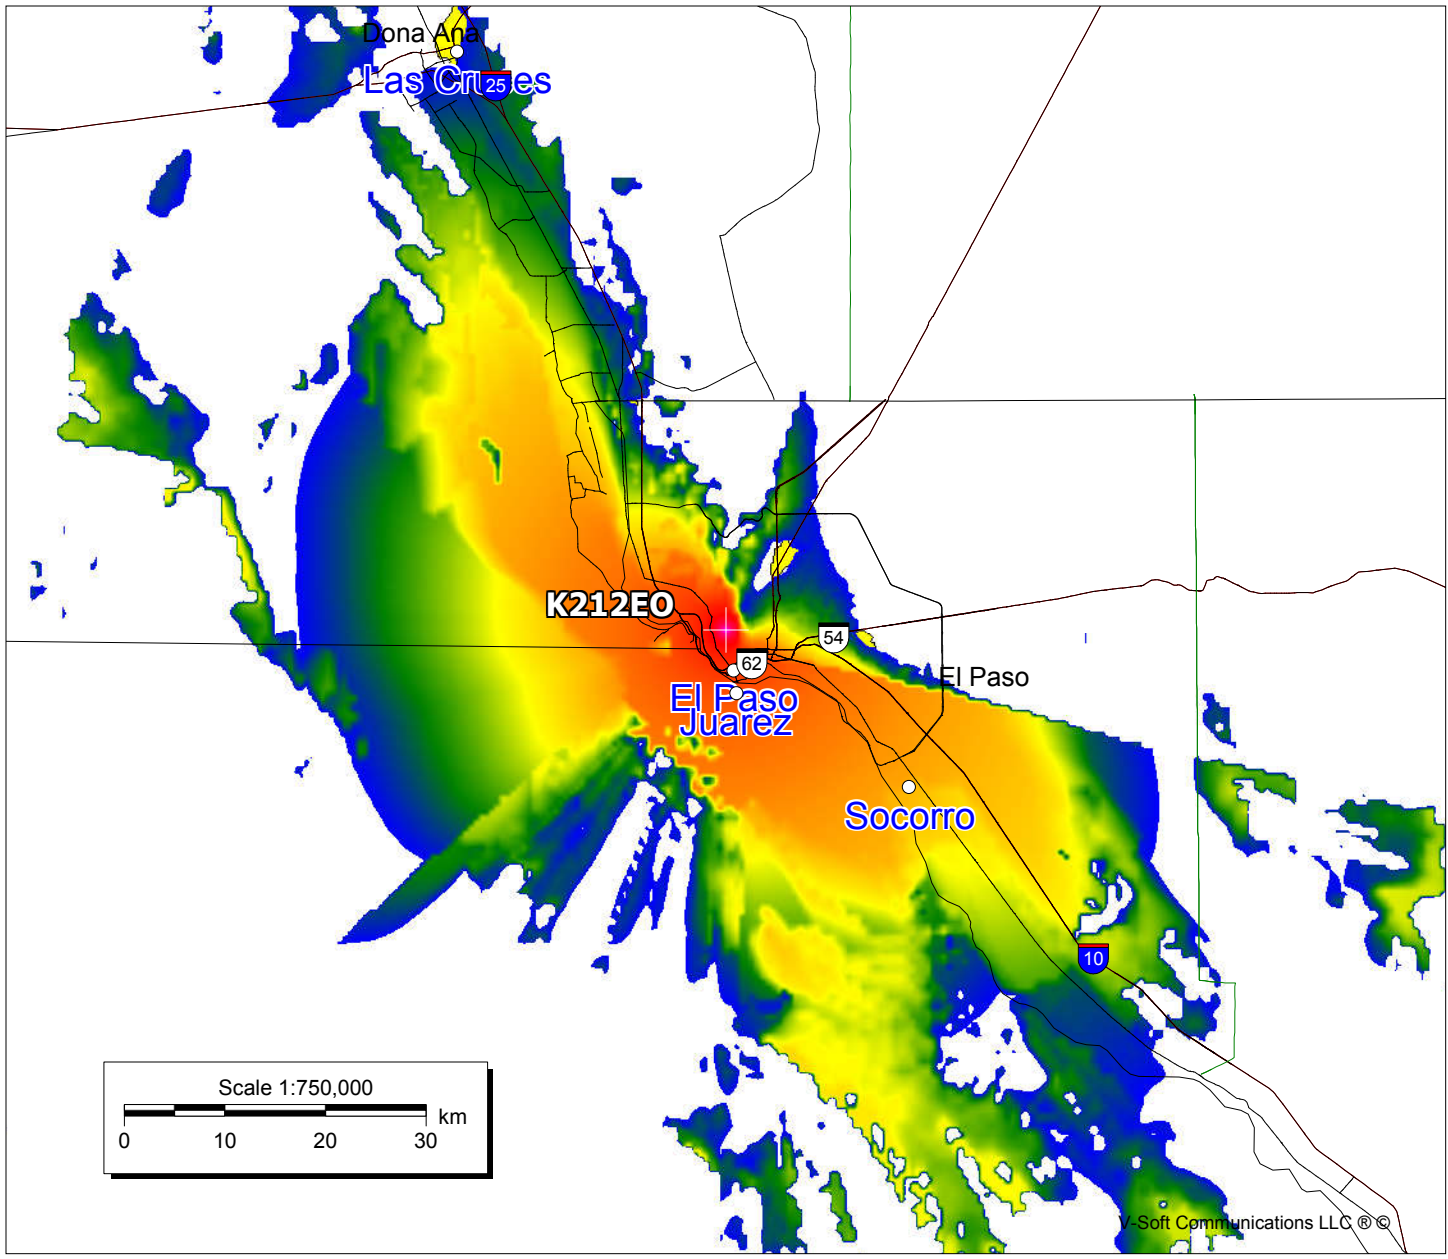 Dona Ana
Las Cruces
25
K212EO
54
62
El Paso
El Paso
Juarez
Socorro
10
Scale 1:750,000
km
0 10 20 30
V-Soft Communications LLC ® ©